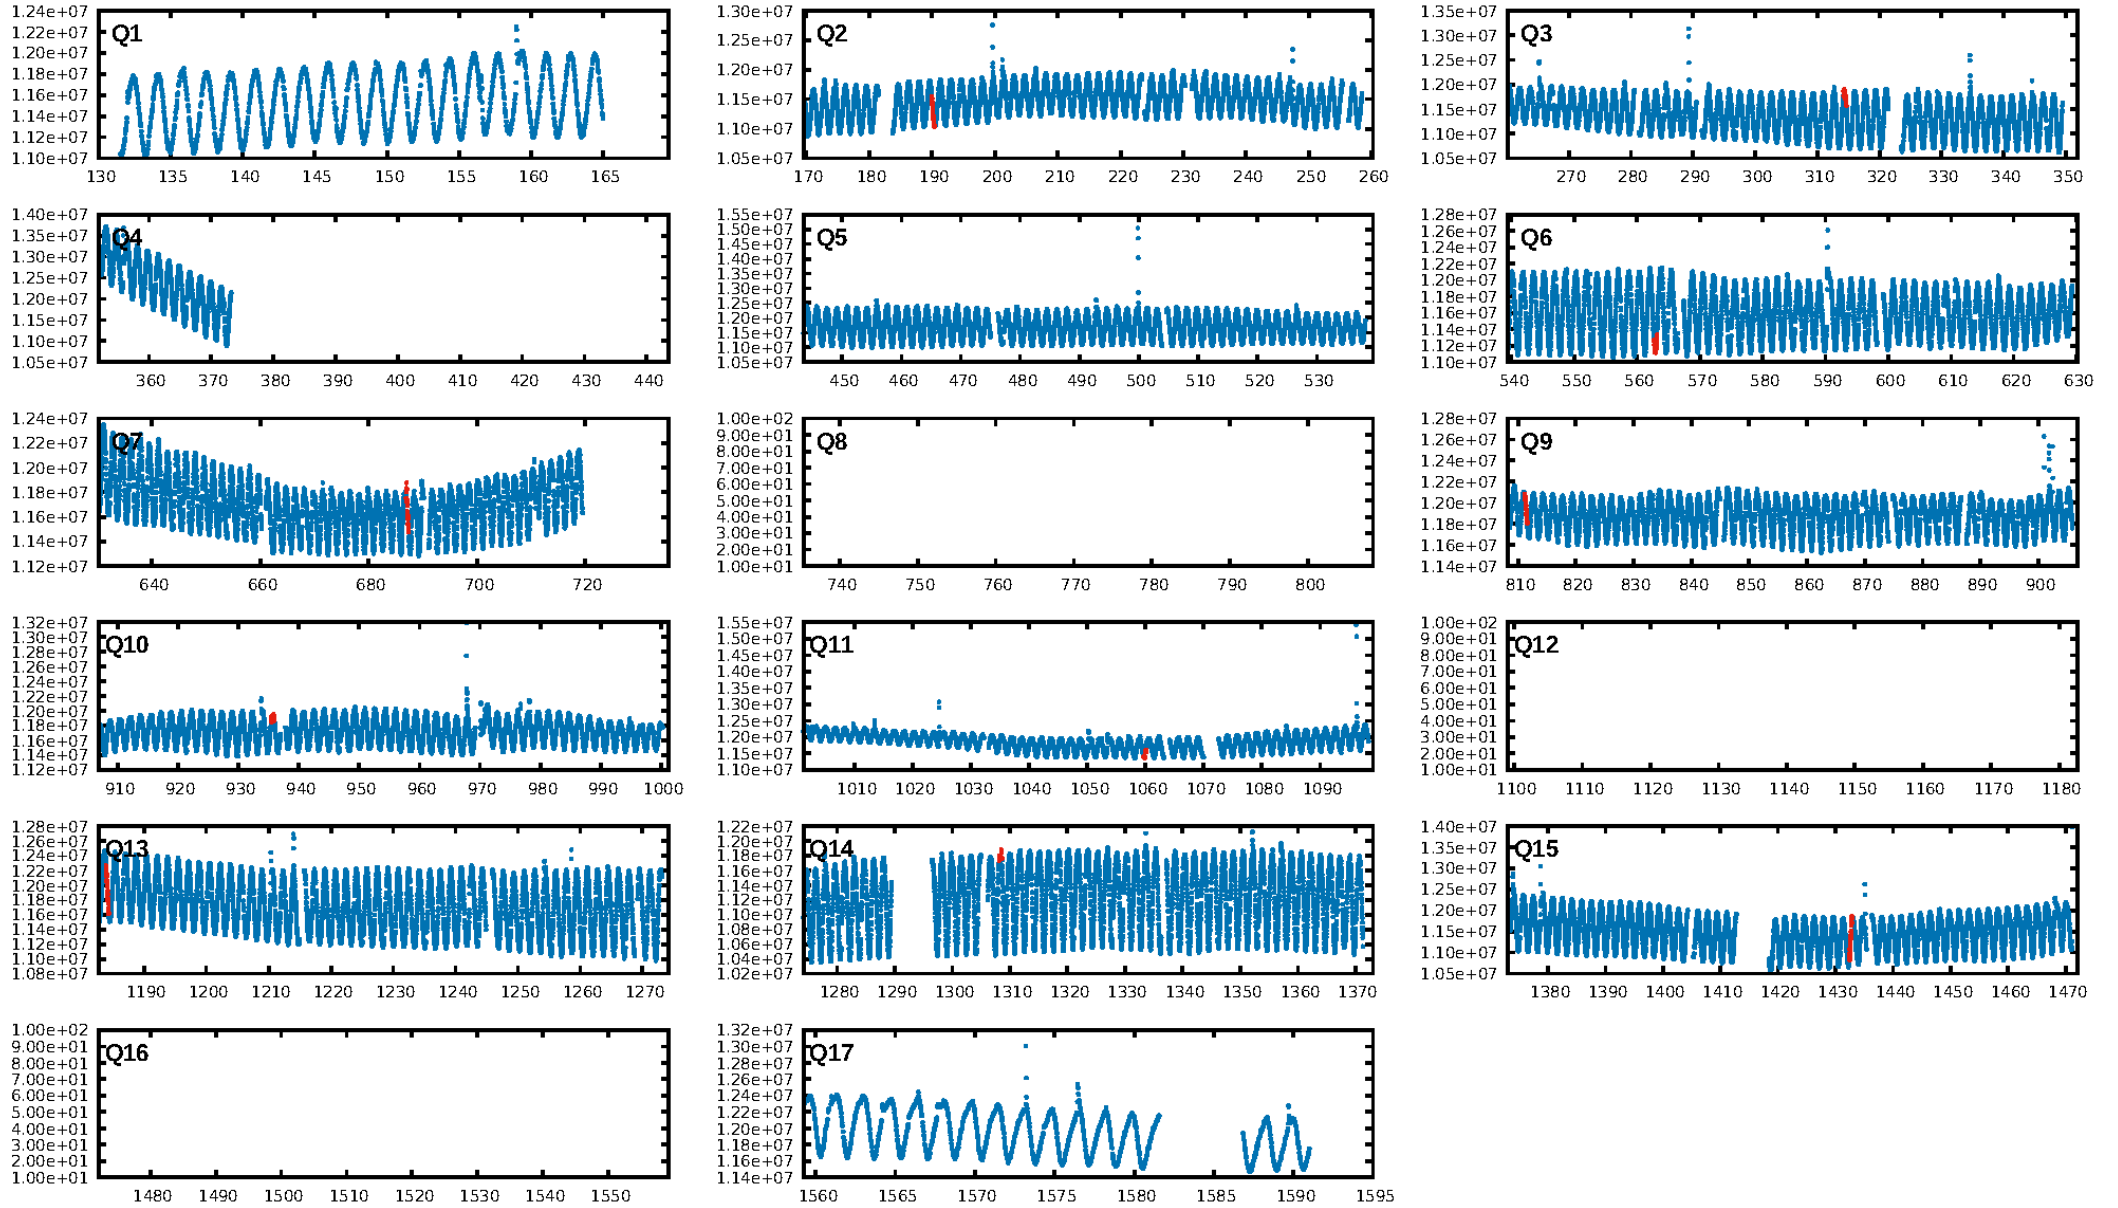 1.24e+07
1.22e+07
1.20e+07
1.18e+07
1.16e+07
1.14e+07
1.12e+07
1.10e+07
Q1
130 135 140 145 150 155 160 165
1.30e+07
1.25e+07
1.20e+07
1.15e+07
1.10e+07
1.05e+07
Q2
170 180 190 200 210 220 230 240 250 260
1.35e+07
1.30e+07
1.25e+07
1.20e+07
1.15e+07
1.10e+07
1.05e+07
Q3
270 280 290 300 310 320 330 340 350
1.40e+07
1.35e+07
1.30e+07
1.25e+07
1.20e+07
1.15e+07
1.10e+07
1.05e+07
Q4
360 370 380 390 400 410 420 430 440
1.55e+07
1.50e+07
1.45e+07
1.40e+07
1.35e+07
1.30e+07
1.25e+07
1.20e+07
1.15e+07
1.10e+07
1.05e+07
Q5
450 460 470 480 490 500 510 520 530
1.28e+07
1.26e+07
1.24e+07
1.22e+07
1.20e+07
1.18e+07
1.16e+07
1.14e+07
1.12e+07
1.10e+07
Q6
540 550 560 570 580 590 600 610 620 630
1.24e+07
1.22e+07
1.20e+07
1.18e+07
1.16e+07
1.14e+07
1.12e+07
Q7
640 660 680 700 720
1.00e+02
9.00e+01
8.00e+01
7.00e+01
6.00e+01
5.00e+01
4.00e+01
3.00e+01
2.00e+01
1.00e+01
Q8
740 750 760 770 780 790 800
1.28e+07
1.26e+07
1.24e+07
1.22e+07
1.20e+07
1.18e+07
1.16e+07
1.14e+07
Q9
810 820 830 840 850 860 870 880 890 900
1.32e+07
1.30e+07
1.28e+07
1.26e+07
1.24e+07
1.22e+07
1.20e+07
1.18e+07
1.16e+07
1.14e+07
1.12e+07
Q10
910 920 930 940 950 960 970 980 990 1000
1.55e+07
1.50e+07
1.45e+07
1.40e+07
1.35e+07
1.30e+07
1.25e+07
1.20e+07
1.15e+07
1.10e+07
Q11
1010 1020 1030 1040 1050 1060 1070 1080 1090
1.00e+02
9.00e+01
8.00e+01
7.00e+01
6.00e+01
5.00e+01
4.00e+01
3.00e+01
2.00e+01
1.00e+01
Q12
1100 1110 1120 1130 1140 1150 1160 1170 1180
1.28e+07
1.26e+07
1.24e+07
1.22e+07
1.20e+07
1.18e+07
1.16e+07
1.14e+07
1.12e+07
1.10e+07
1.08e+07
Q13
1190 1200 1210 1220 1230 1240 1250 1260 1270
1.22e+07
1.20e+07
1.18e+07
1.16e+07
1.14e+07
1.12e+07
1.10e+07
1.08e+07
1.06e+07
1.04e+07
1.02e+07
Q14
1280 1290 1300 1310 1320 1330 1340 1350 1360 1370
1.40e+07
1.35e+07
1.30e+07
1.25e+07
1.20e+07
1.15e+07
1.10e+07
1.05e+07
Q15
1380 1390 1400 1410 1420 1430 1440 1450 1460 1470
1.00e+02
9.00e+01
8.00e+01
7.00e+01
6.00e+01
5.00e+01
4.00e+01
3.00e+01
2.00e+01
1.00e+01
Q16
1480 1490 1500 1510 1520 1530 1540 1550
1.32e+07
1.30e+07
1.28e+07
1.26e+07
1.24e+07
1.22e+07
1.20e+07
1.18e+07
1.16e+07
1.14e+07
Q17
1560 1565 1570 1575 1580 1585 1590 1595